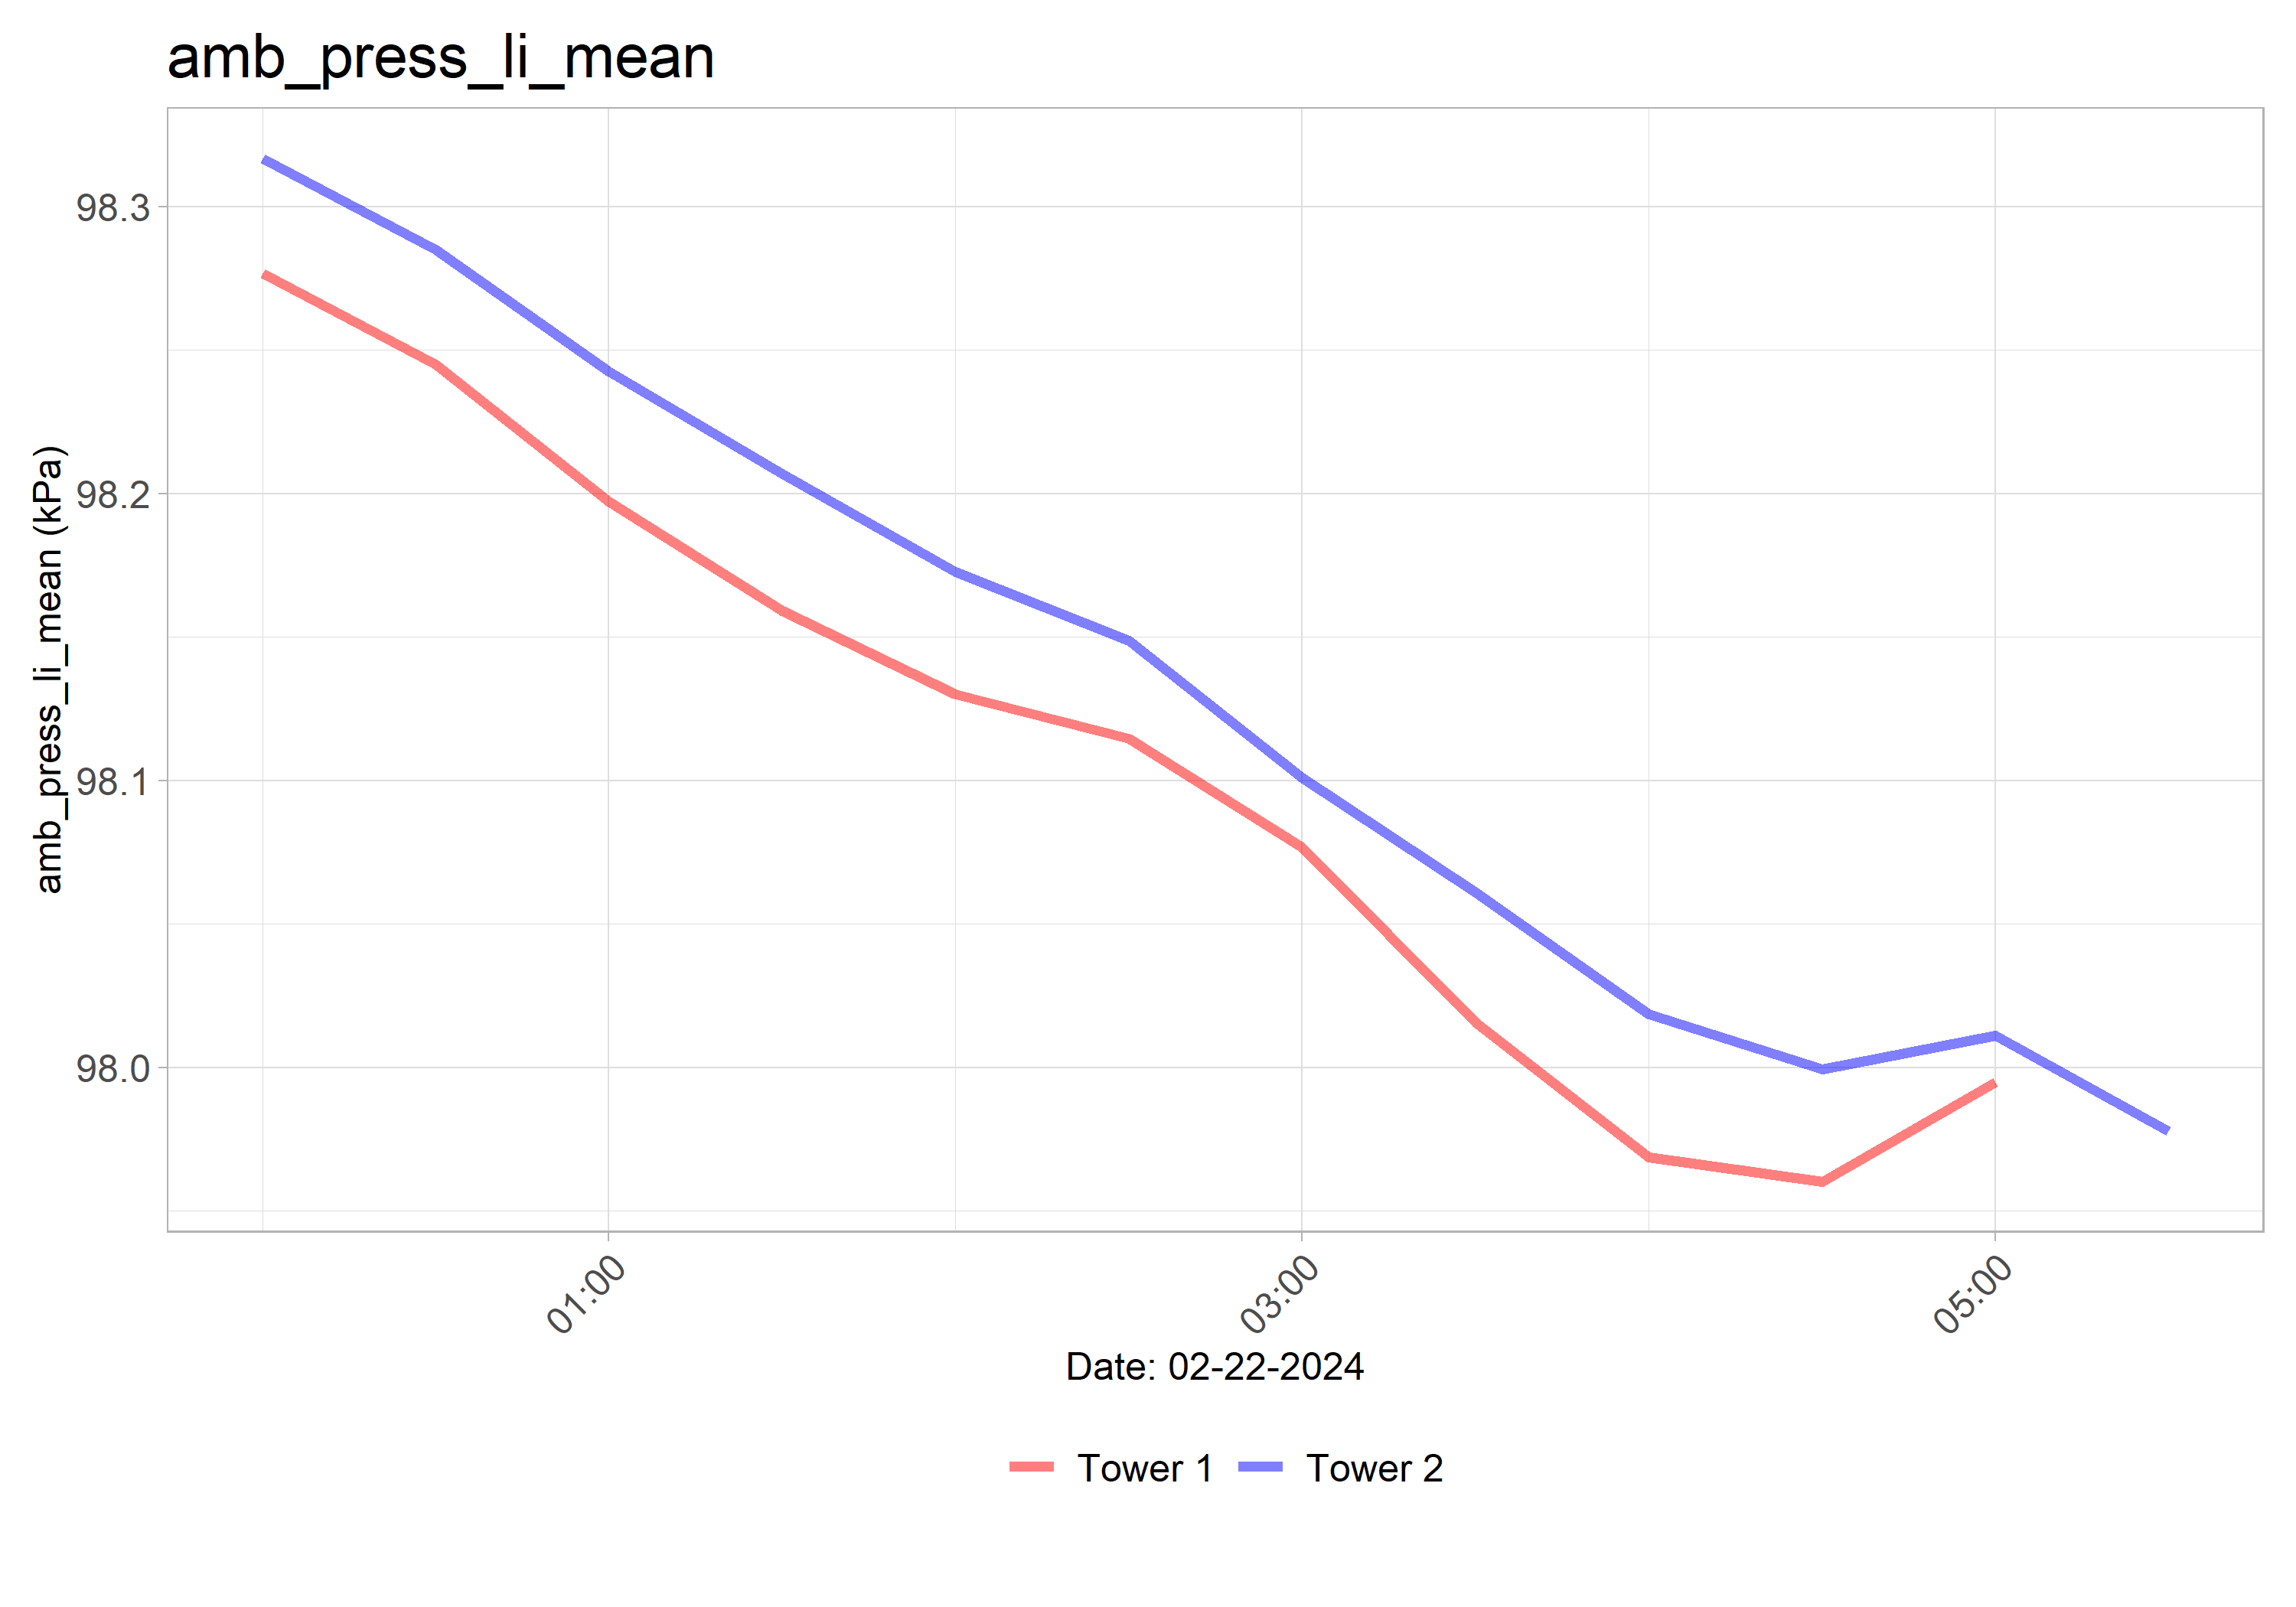 amb_press_li_mean
amb_press_li_mean (kPa)
98.3
98.2
98.1
98.0
01:00
03:00
05:00
Date: 02-22-2024
Tower 1
Tower 2